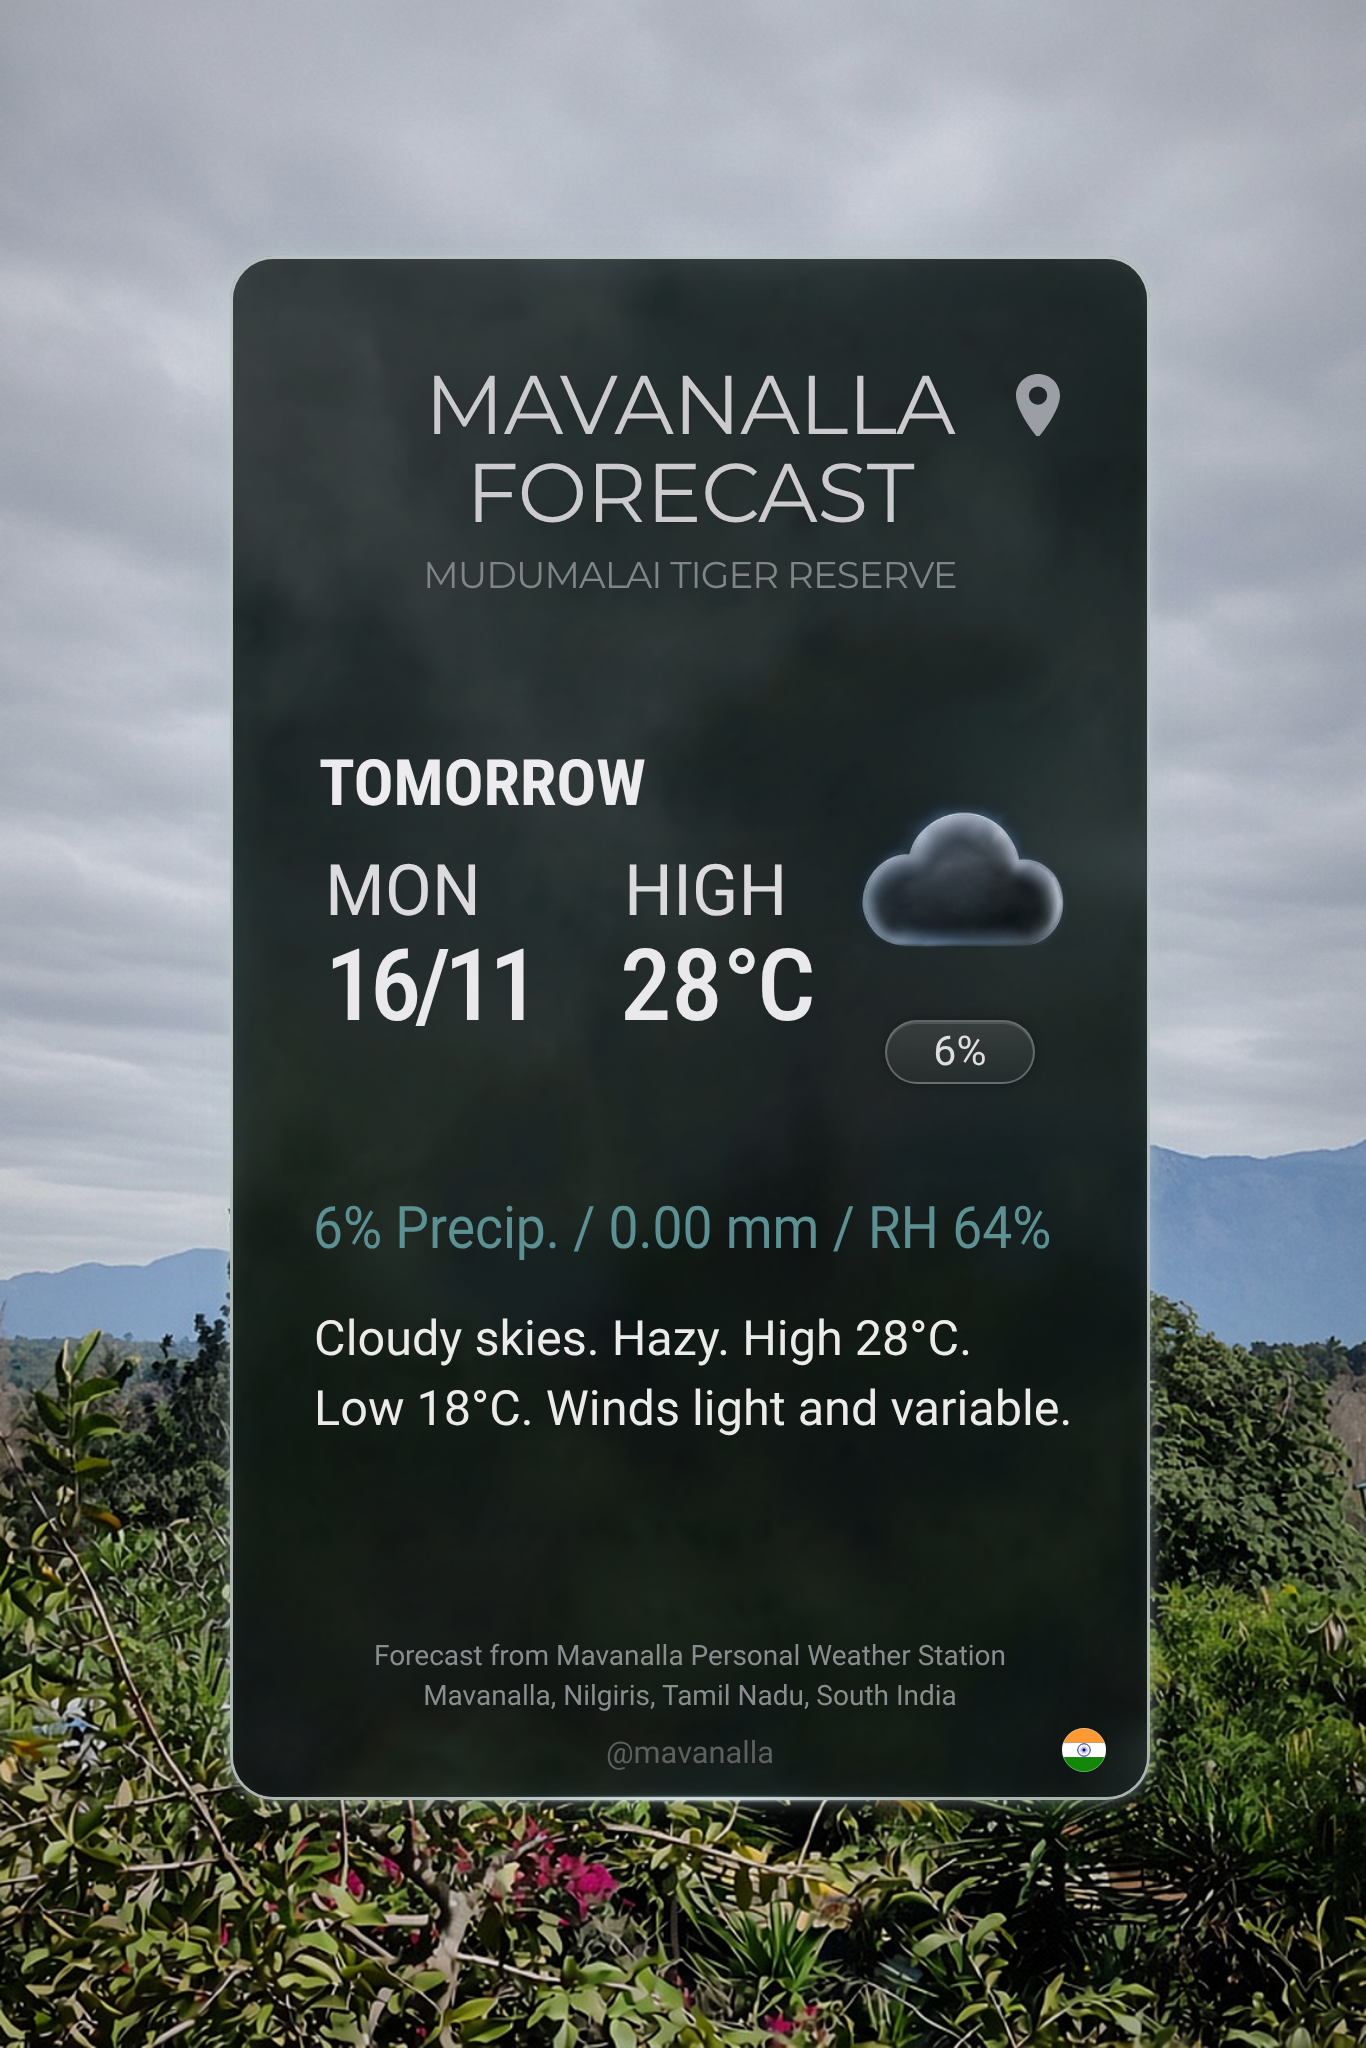 MAVANALLA
FORECAST
MUDUMALAI TIGER RESERVE
TOMORROW
MON
16/11
HIGH
28°C
6%
6% Precip. / 0.00 mm / RH 64%
Cloudy skies. Hazy. High 28°C.
Low 18°C. Winds light and variable.
Forecast from Mavanalla Personal Weather Station
Mavanalla, Nilgiris, Tamil Nadu, South India
@mavanalla